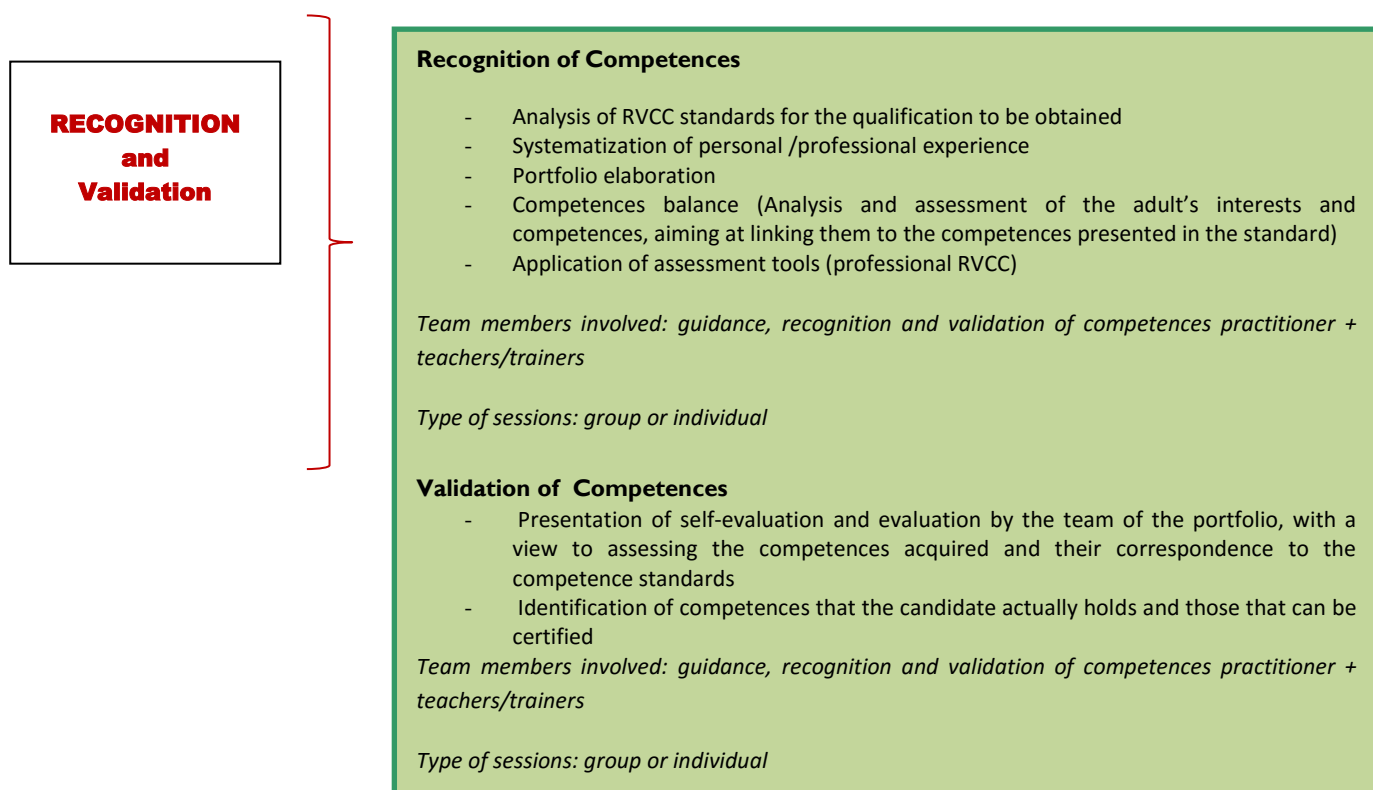 RECOGNITION
and
Validation
Recognition of Competences
- Analysis of RVCC standards for the qualification to be obtained
- Systematization of personal /professional experience
- Portfolio elaboration
- Competences balance (Analysis and assessment of the adult’s interests and
competences, aiming at linking them to the competences presented in the standard)
- Application of assessment tools (professional RVCC)
Team members involved: guidance, recognition and validation of competences practitioner +
teachers/trainers
Type of sessions: group or individual
Validation of Competences
- Presentation of self-evaluation and evaluation by the team of the portfolio, with a
view to assessing the competences acquired and their correspondence to the
competence standards
- Identification of competences that the candidate actually holds and those that can be
certified
Team members involved: guidance, recognition and validation of competences practitioner +
teachers/trainers
Type of sessions: group or individual